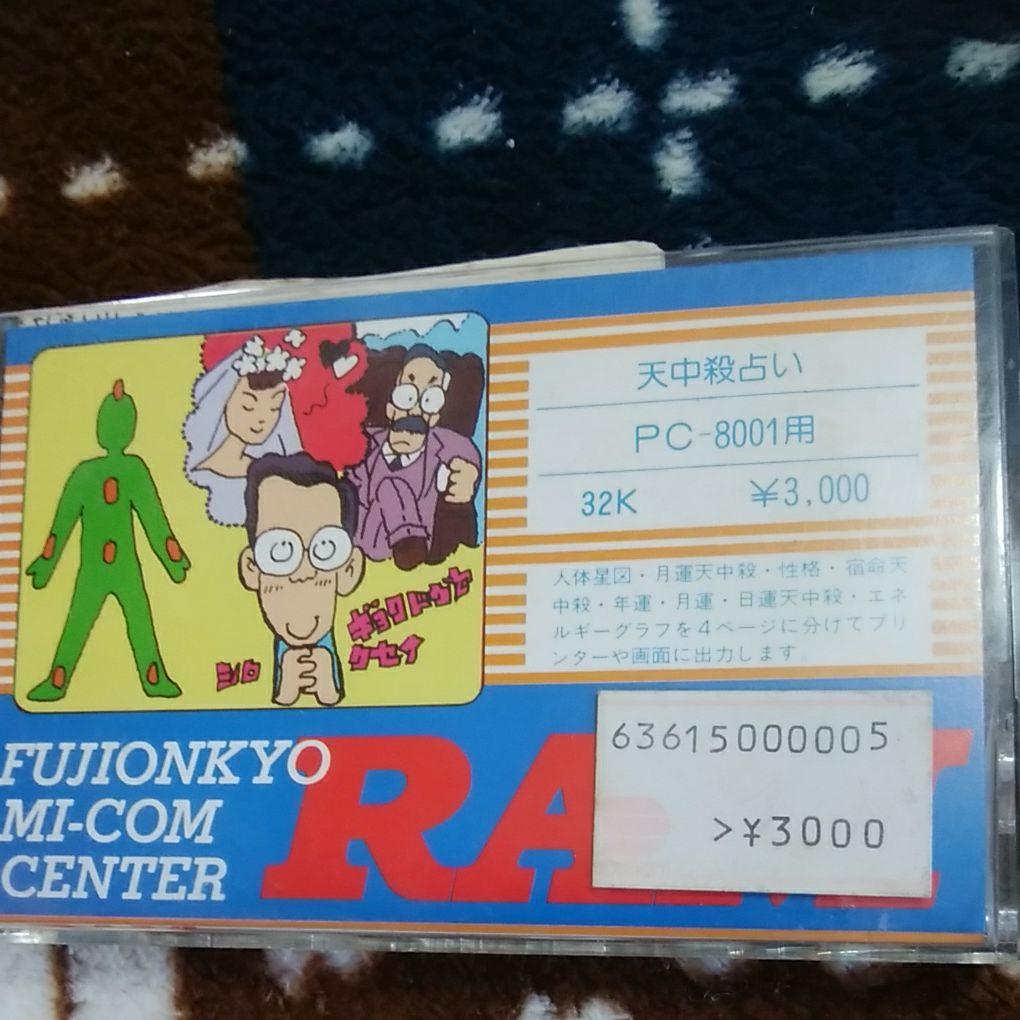 天中殺占い
PC-8001用
32K ¥3,000
人体星図・月運天中殺・性格・宿命天
中殺・年運・月運・日運天中殺・エネ
ルギーグラフを4ページに分けてプリ
ンターや画面に出力します。
ギョクドウセ
シロ クセイ
63615000005
>¥3000
FUJIONKYO
MI-COM
CENTER